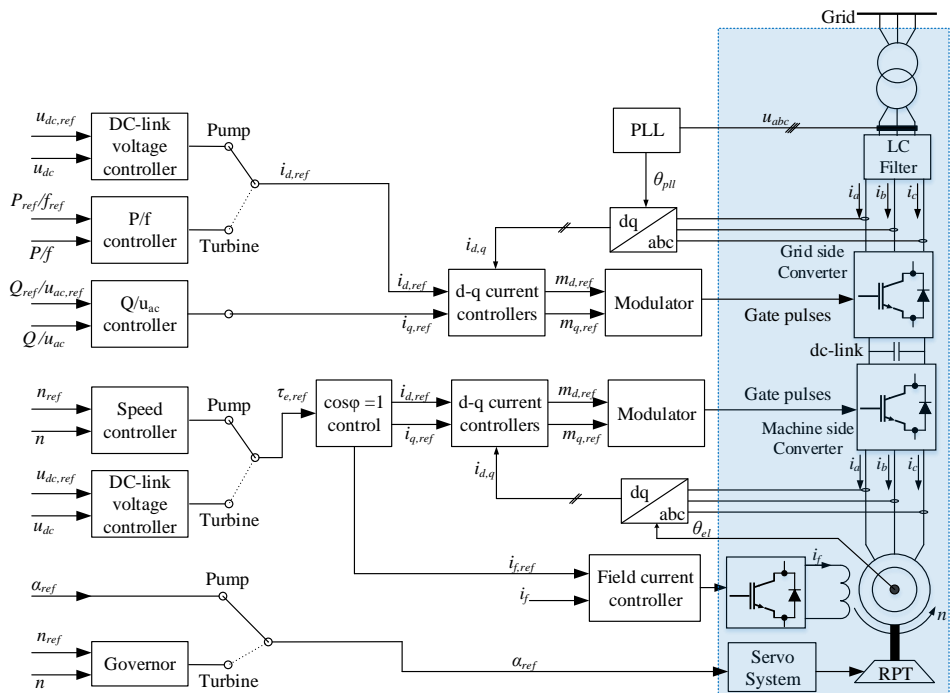 Grid
u_abc
PLL
LC
Filter
θ_pll
i_a
i_b
i_c
dq
abc
i_d,q
u_dc,ref
u_dc
DC-link
voltage
controller
Pump
i_d,ref
P_ref/f_ref
P/f
P/f
controller
Turbine
Q_ref/u_ac,ref
Q/u_ac
Q/u_ac
controller
i_d,ref
i_q,ref
d-q current
controllers
m_d,ref
m_q,ref
Modulator
Gate pulses
Grid side
Converter
dc-link
n_ref
n
Speed
controller
Pump
τ_e,ref
cosφ =1
control
i_d,ref
i_q,ref
d-q current
controllers
m_d,ref
m_q,ref
Modulator
Gate pulses
Machine side
Converter
u_dc,ref
u_dc
DC-link
voltage
controller
Turbine
i_d,q
dq
abc
i_a
i_b
i_c
θ_el
i_f,ref
i_f
Field current
controller
i_f
n
α_ref
Pump
n_ref
n
Governor
Turbine
α_ref
Servo
System
RPT